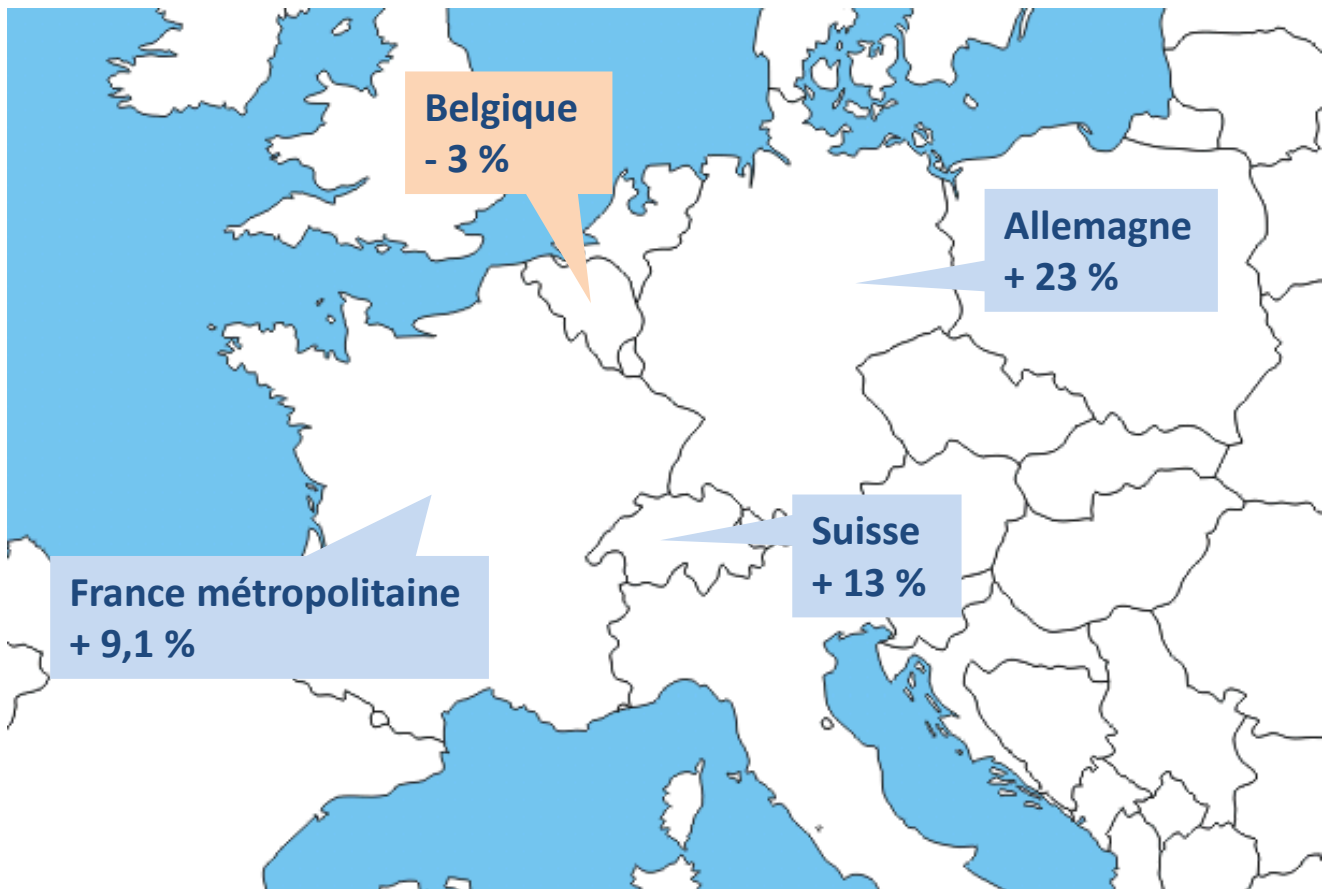 Belgique
- 3 %
Allemagne
+ 23 %
Suisse
+ 13 %
France métropolitaine
+ 9,1 %